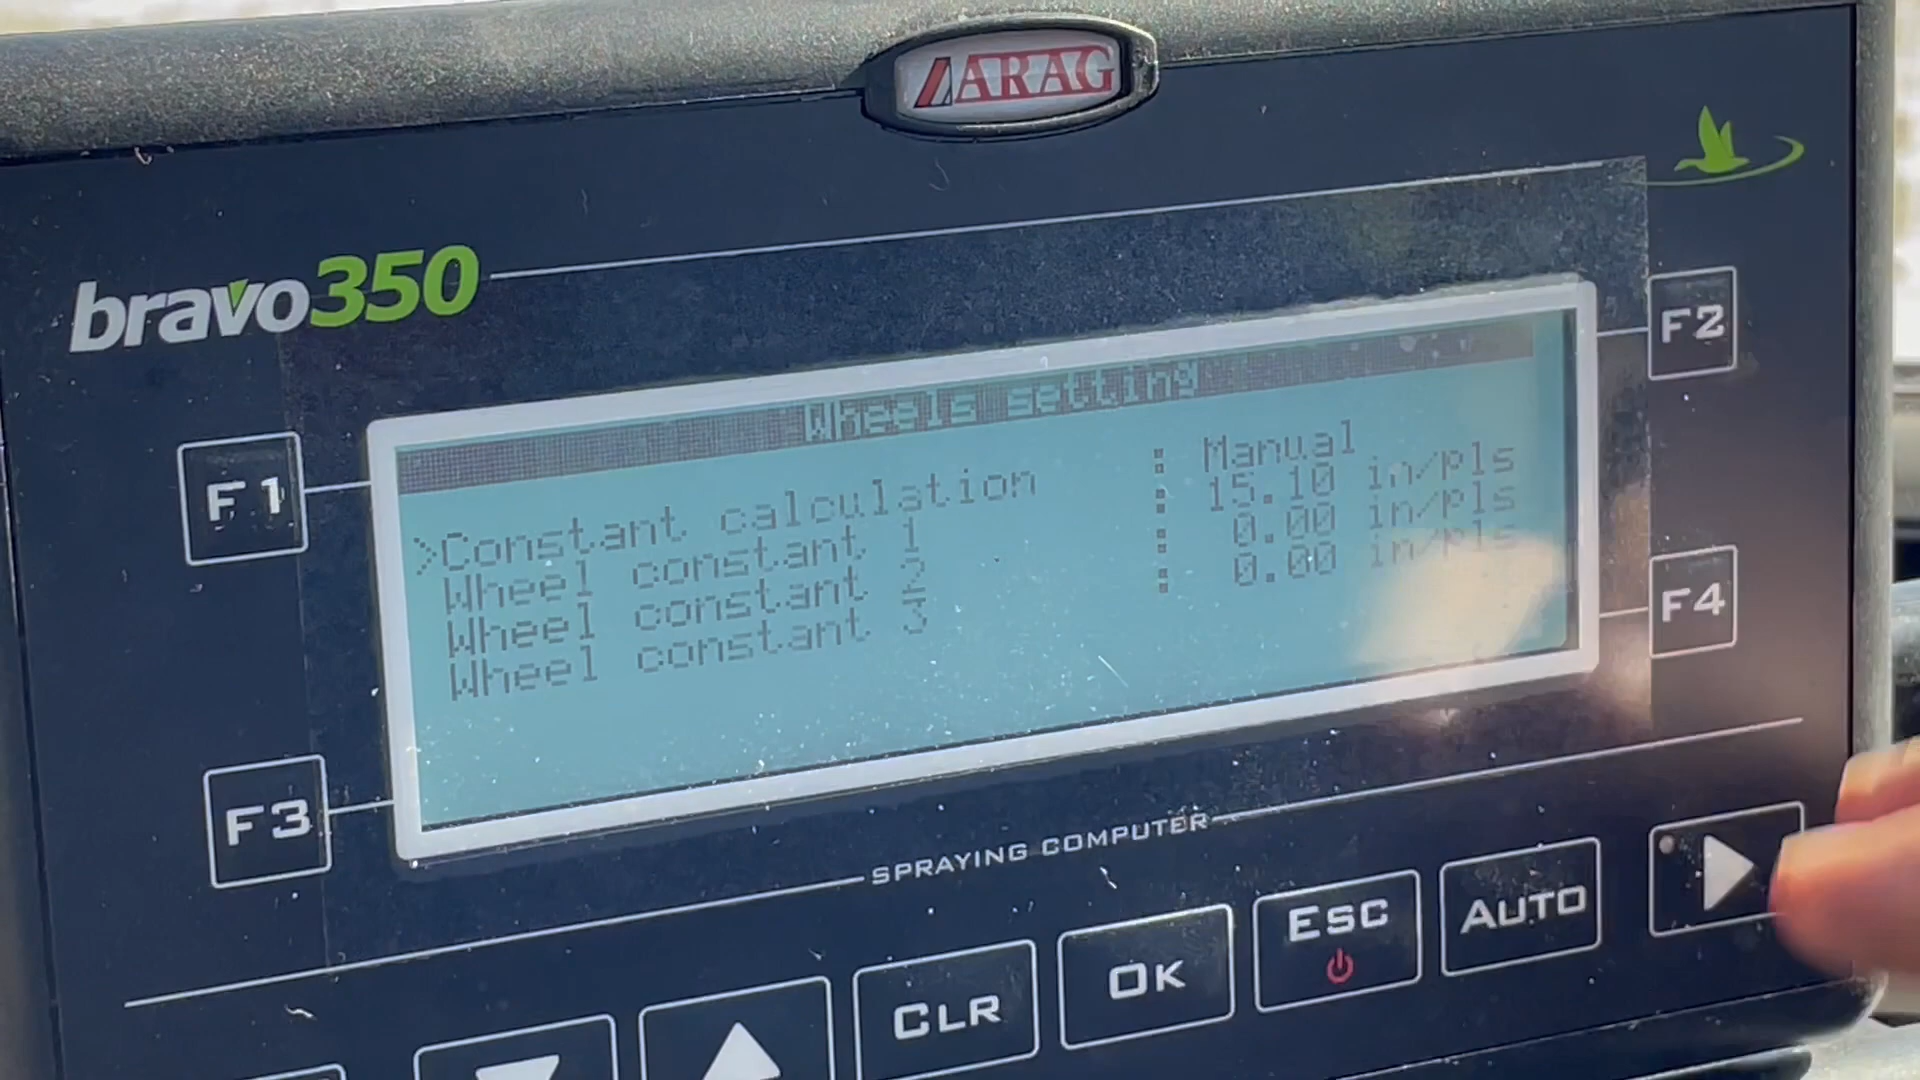 ARAG
bravo350
F1
F2
F3
F4
Wheels setting
>Constant calculation : Manual
Wheel constant 1 : 15.10 in/pls
Wheel constant 2 : 0.00 in/pls
Wheel constant 3 : 0.00 in/pls
SPRAYING COMPUTER
CLR
OK
ESC
AUTO